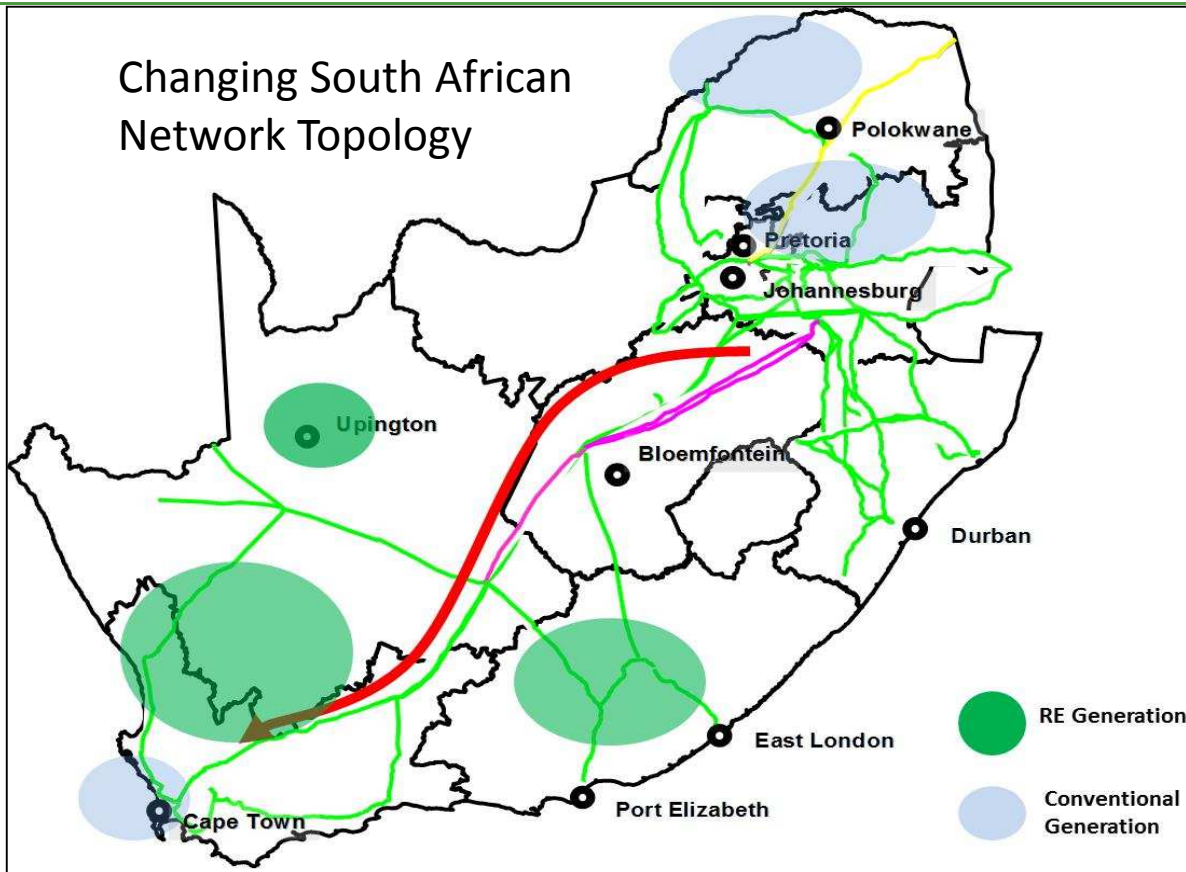 Changing South African
Network Topology
Polokwane
Pretoria
Johannesburg
Upington
Bloemfontein
Durban
RE Generation
East London
Port Elizabeth
Cape Town
Conventional
Generation